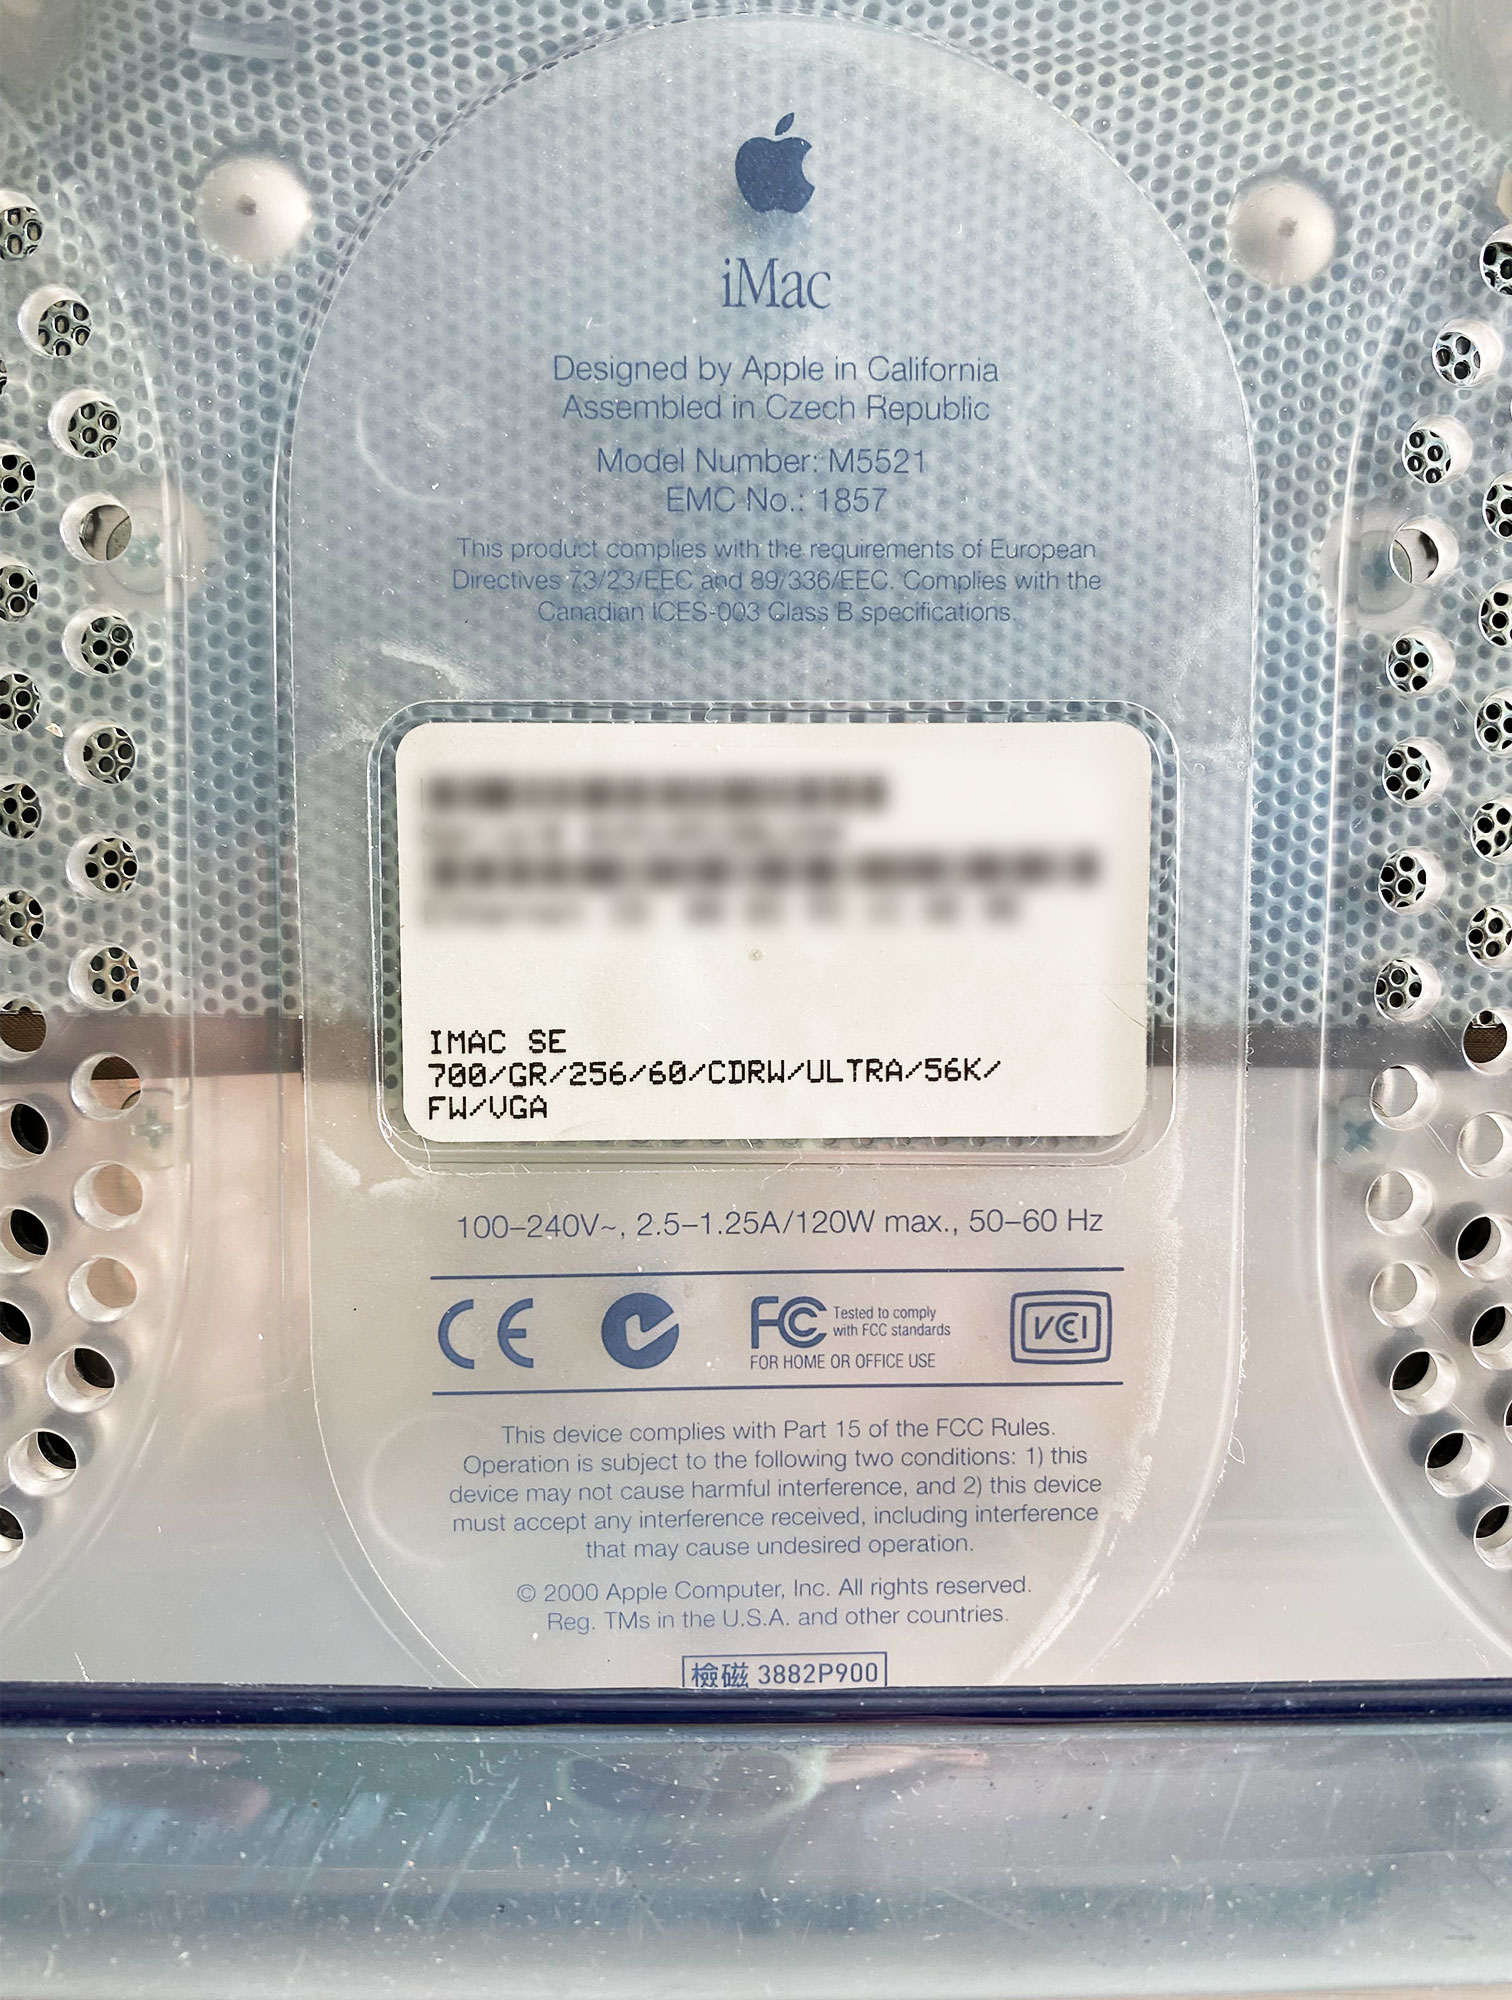 iMac
Designed by Apple in California
Assembled in Czech Republic
Model Number: M5521
EMC No.: 1857
This product complies with the requirements of European
Directives 73/23/EEC and 89/336/EEC. Complies with the
Canadian ICES-003 Class B specifications.
IMAC SE
700/GR/256/60/CDRW/ULTRA/56K/
FW/VGA
100–240V~, 2.5–1.25A/120W max., 50–60 Hz
CE FC Tested to comply
with FCC standards
FOR HOME OR OFFICE USE
VCCI
This device complies with Part 15 of the FCC Rules.
Operation is subject to the following two conditions: 1) this
device may not cause harmful interference, and 2) this device
must accept any interference received, including interference
that may cause undesired operation.
© 2000 Apple Computer, Inc. All rights reserved.
Reg. TMs in the U.S.A. and other countries.
檢磁 3882P900